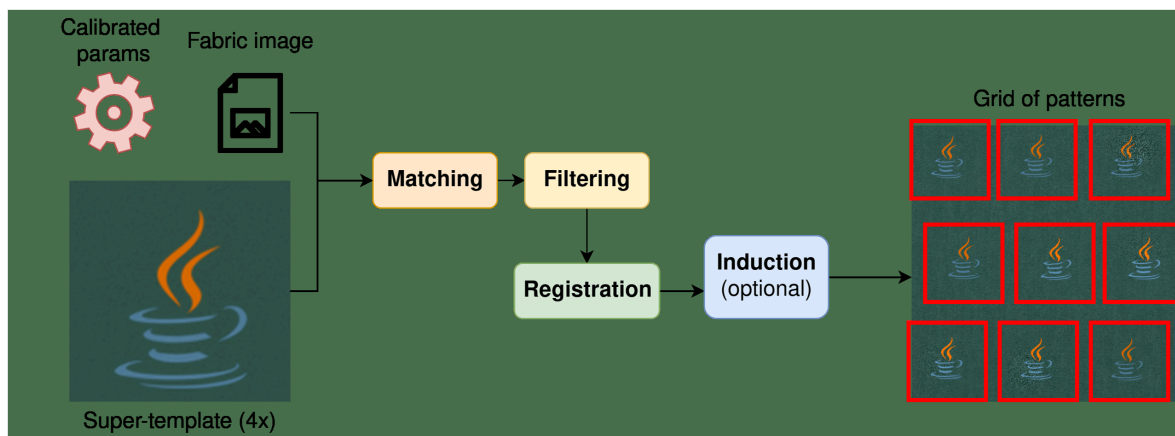 Calibrated
params
Fabric image
Super-template (4x)
Matching
Filtering
Registration
Induction
(optional)
Grid of patterns